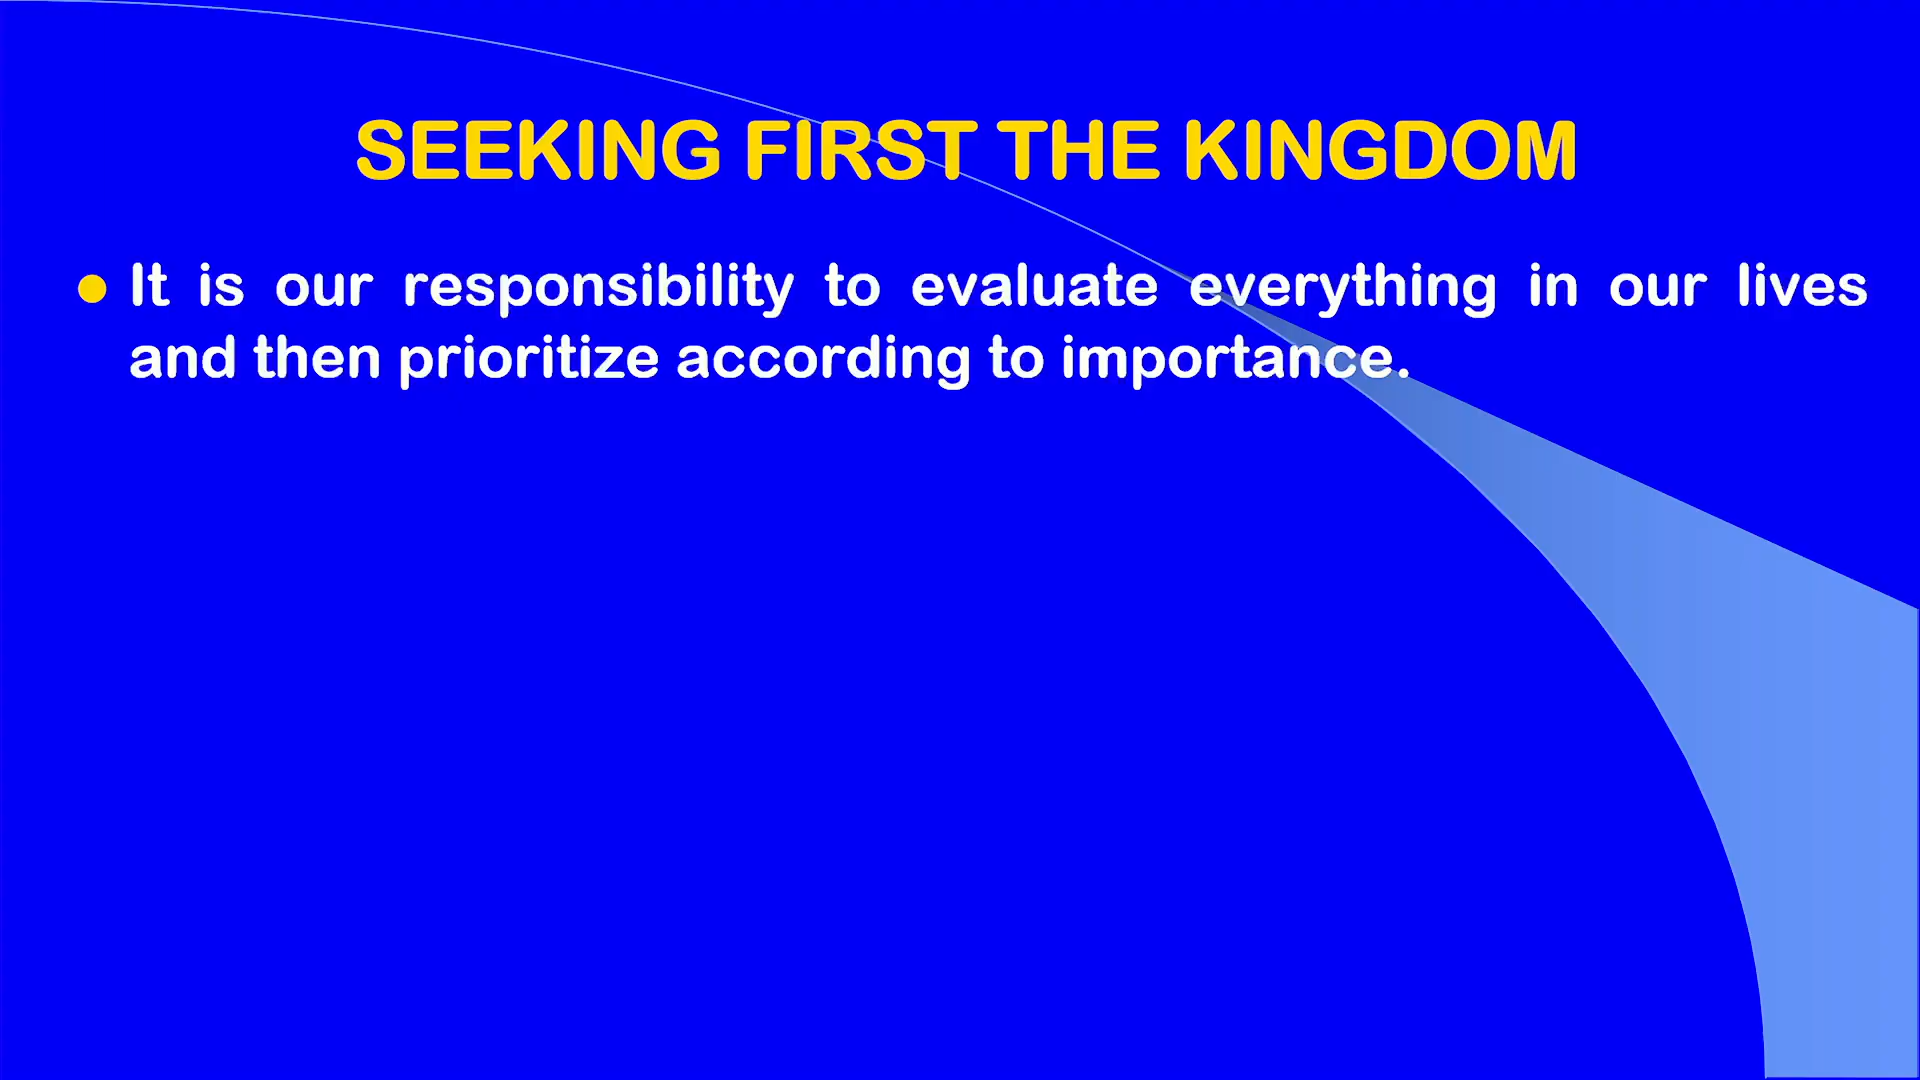 SEEKING FIRST THE KINGDOM
It is our responsibility to evaluate everything in our lives
and then prioritize according to importance.